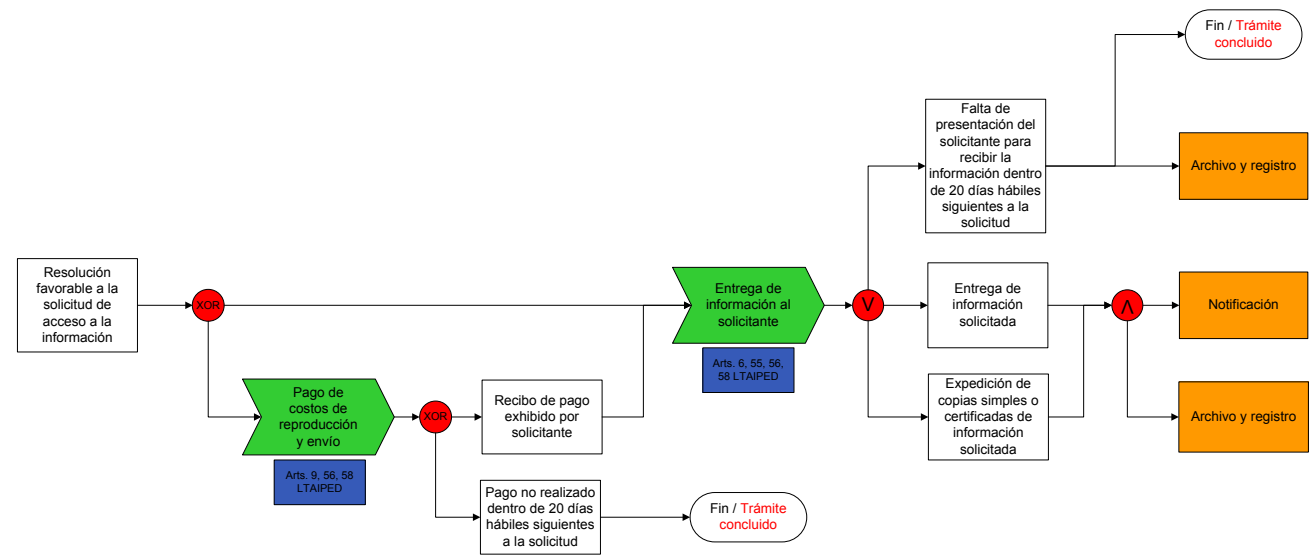 Fin / Trámite
concluido
Falta de
presentación del
solicitante para
recibir la
información dentro
de 20 días hábiles
siguientes a la
solicitud
Archivo y registro
Resolución
favorable a la
solicitud de
acceso a la
información
XOR
Entrega de
información al
solicitante
V
Entrega de
información
solicitada
Λ
Notificación
Arts. 6, 55, 56,
58 LTAIPED
Pago de
costos de
reproducción
y envío
XOR
Recibo de pago
exhibido por
solicitante
Expedición de
copias simples o
certificadas de
información
solicitada
Archivo y registro
Arts. 9, 56, 58
LTAIPED
Pago no realizado
dentro de 20 días
hábiles siguientes
a la solicitud
Fin / Trámite
concluido